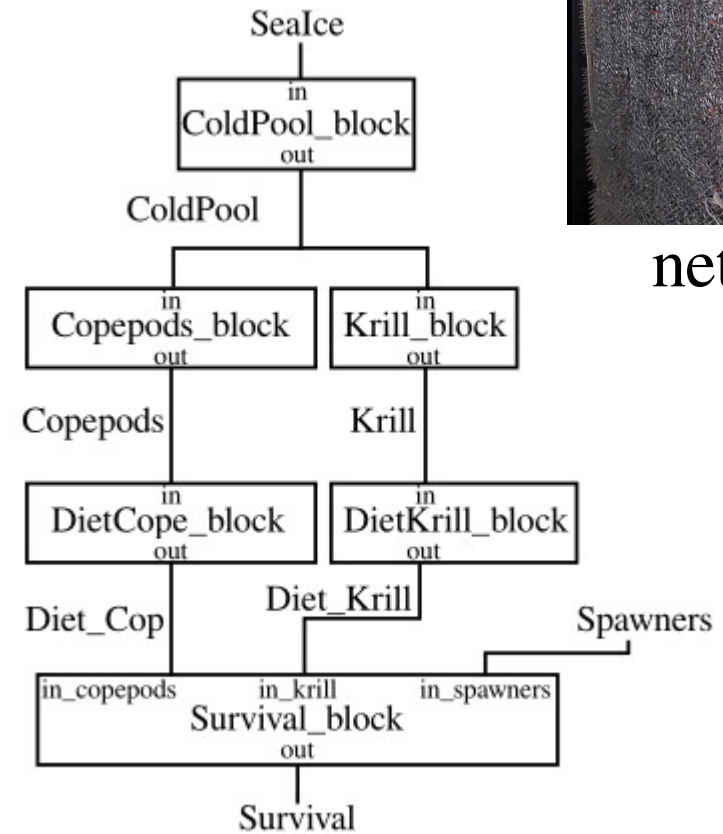 SeaIce
in
ColdPool_block
out
ColdPool
in
Copepods_block
out
in
Krill_block
out
Copepods
Krill
in
DietCope_block
out
in
DietKrill_block
out
Diet_Cop
Diet_Krill
Spawners
in_copepods in_krill in_spawners
Survival_block
out
Survival